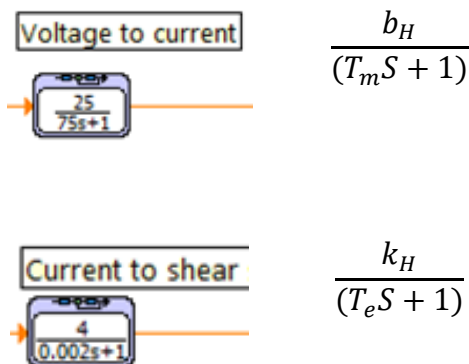 Voltage to current
25
75s+1
b_H
(T_mS + 1)
Current to shear
4
0.002s+1
k_H
(T_eS + 1)